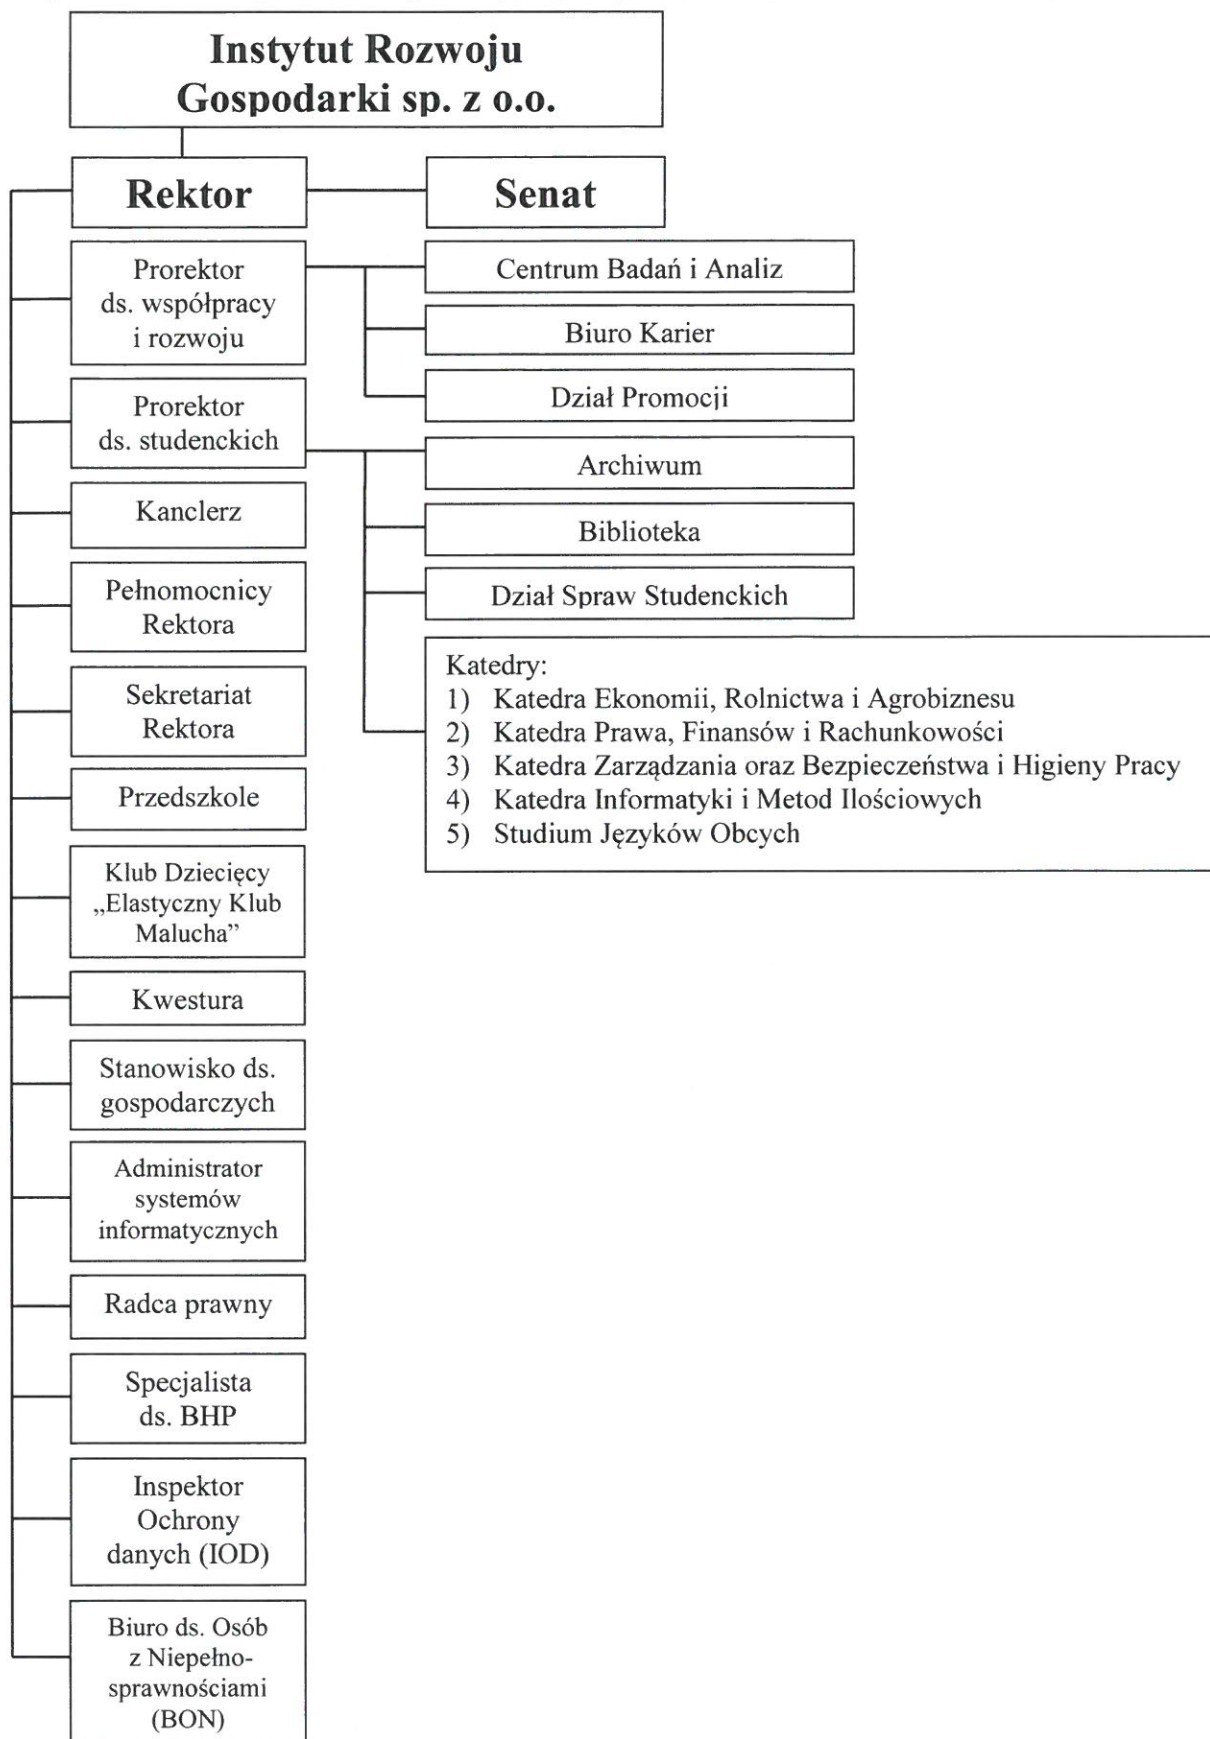 Instytut Rozwoju
Gospodarki sp. z o.o.
Rektor
Senat
Prorektor
ds. współpracy
i rozwoju
Centrum Badań i Analiz
Biuro Karier
Dział Promocji
Prorektor
ds. studenckich
Archiwum
Biblioteka
Dział Spraw Studenckich
Katedry:
1) Katedra Ekonomii, Rolnictwa i Agrobiznesu
2) Katedra Prawa, Finansów i Rachunkowości
3) Katedra Zarządzania oraz Bezpieczeństwa i Higieny Pracy
4) Katedra Informatyki i Metod Ilościowych
5) Studium Języków Obcych
Kanclerz
Pełnomocnicy
Rektora
Sekretariat
Rektora
Przedszkole
Klub Dziecięcy
„Elastyczny Klub
Malucha”
Kwestura
Stanowisko ds.
gospodarczych
Administrator
systemów
informatycznych
Radca prawny
Specjalista
ds. BHP
Inspektor
Ochrony
danych (IOD)
Biuro ds. Osób
z Niepełno-
sprawnościami
(BON)